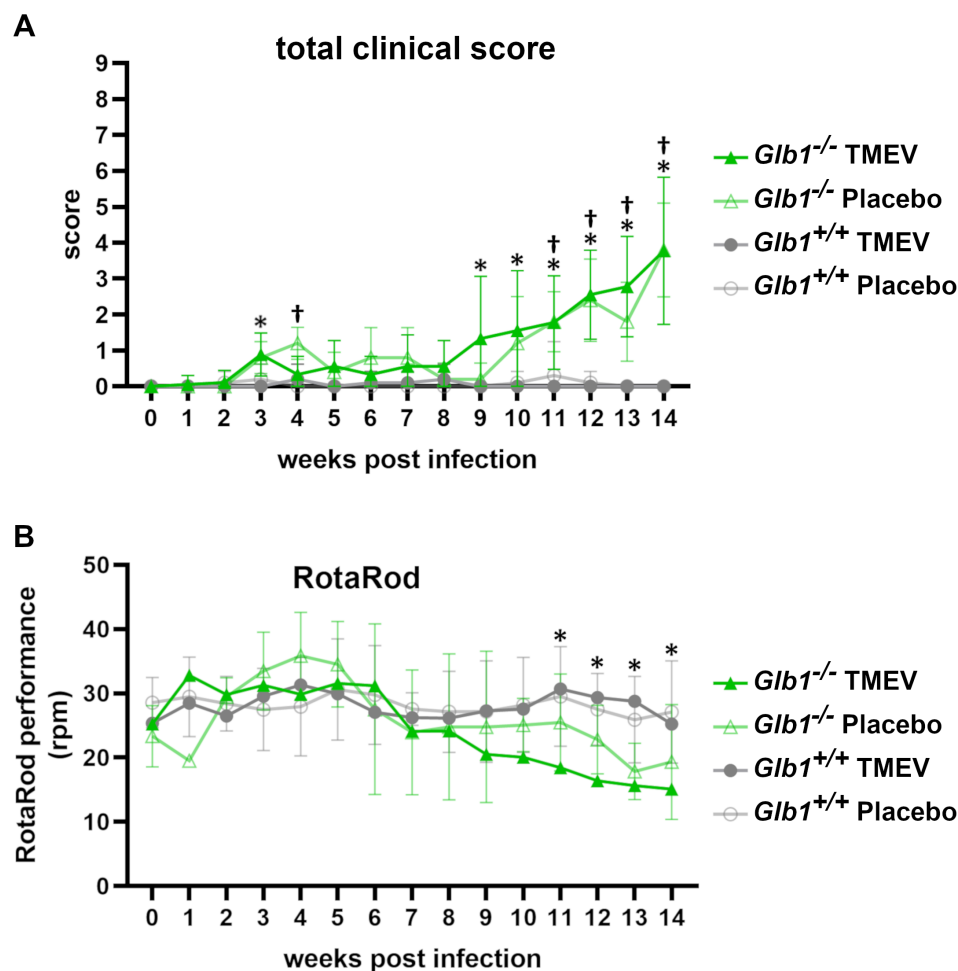 A
total clinical score
9
8
7
6
5
4
3
2
1
0
score
* † * * † * † * † * † *
0 1 2 3 4 5 6 7 8 9 10 11 12 13 14
weeks post infection
Glb1-/- TMEV
Glb1-/- Placebo
Glb1+/+ TMEV
Glb1+/+ Placebo
B
RotaRod
50
40
30
20
10
0
RotaRod performance
(rpm)
* * * *
0 1 2 3 4 5 6 7 8 9 10 11 12 13 14
weeks post infection
Glb1-/- TMEV
Glb1-/- Placebo
Glb1+/+ TMEV
Glb1+/+ Placebo